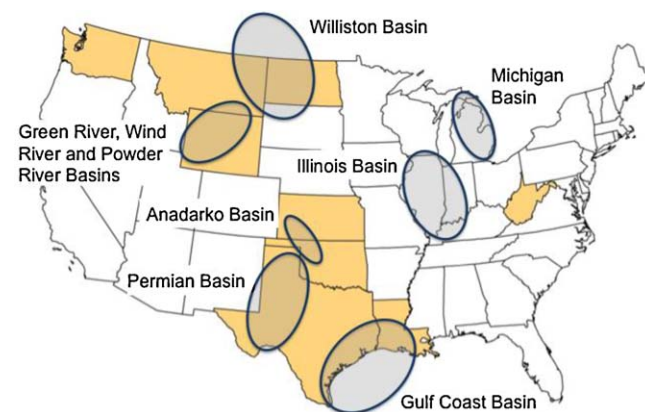 Williston Basin
Michigan
Basin
Green River, Wind
River and Powder
River Basins
Illinois Basin
Anadarko Basin
Permian Basin
Gulf Coast Basin